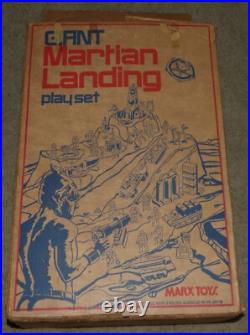 GIANT
Martian
Landing
play set
MARX TOYS